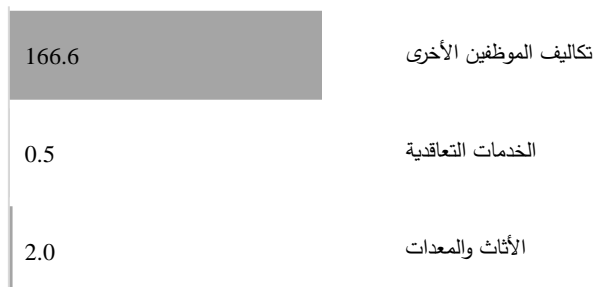 تكاليف الموظفين الأخرى 166.6
الخدمات التعاقدية 0.5
الأثاث والمعدات 2.0